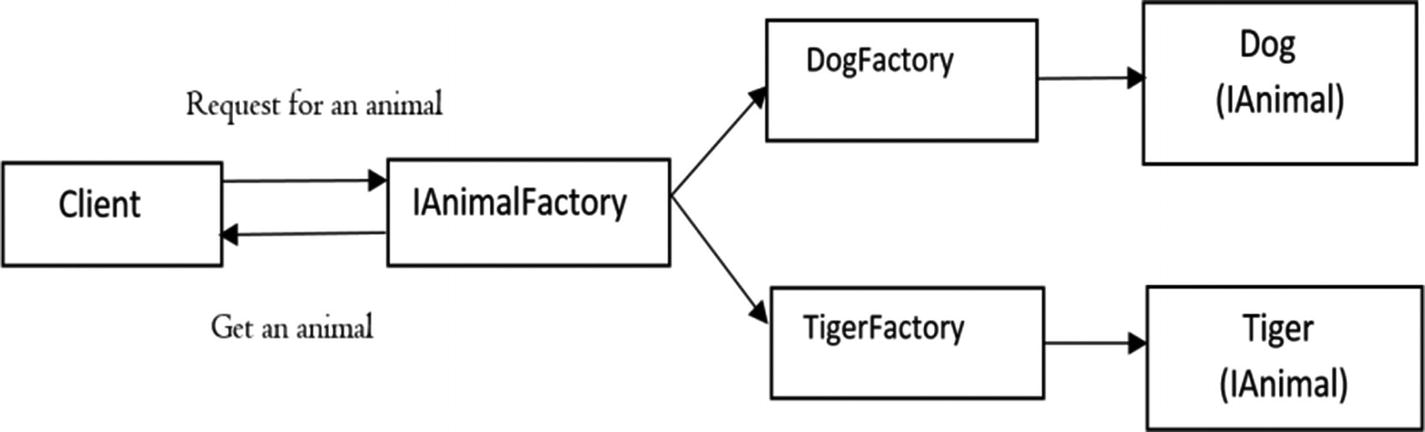 Request for an animal
Client
IAnimalFactory
Get an animal
DogFactory
Dog
(IAnimal)
TigerFactory
Tiger
(IAnimal)